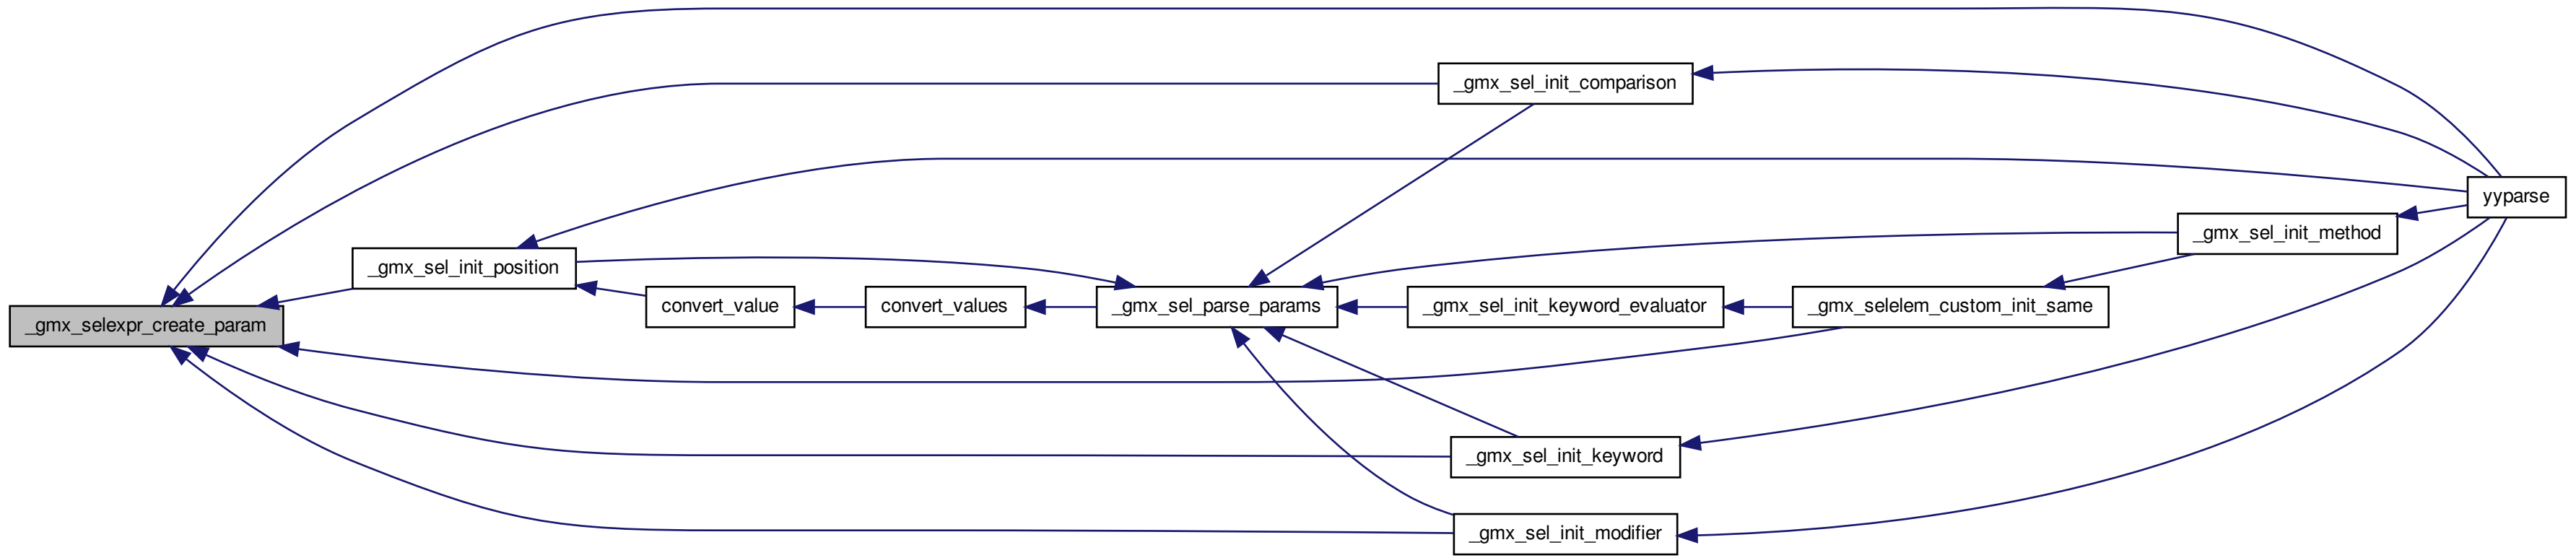 _gmx_sel_init_comparison
yyparse
_gmx_sel_init_method
_gmx_sel_init_position
convert_value
convert_values
_gmx_sel_parse_params
_gmx_sel_init_keyword_evaluator
_gmx_selelem_custom_init_same
_gmx_selexpr_create_param
_gmx_sel_init_keyword
_gmx_sel_init_modifier